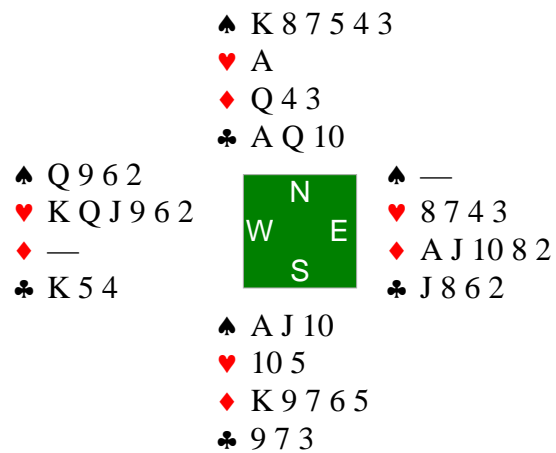 ♠ K 8 7 5 4 3
♥ A
♦ Q 4 3
♣ A Q 10
♠ Q 9 6 2
♥ K Q J 9 6 2
♦ —
♣ K 5 4
N
W E
S
♠ —
♥ 8 7 4 3
♦ A J 10 8 2
♣ J 8 6 2
♠ A J 10
♥ 10 5
♦ K 9 7 6 5
♣ 9 7 3